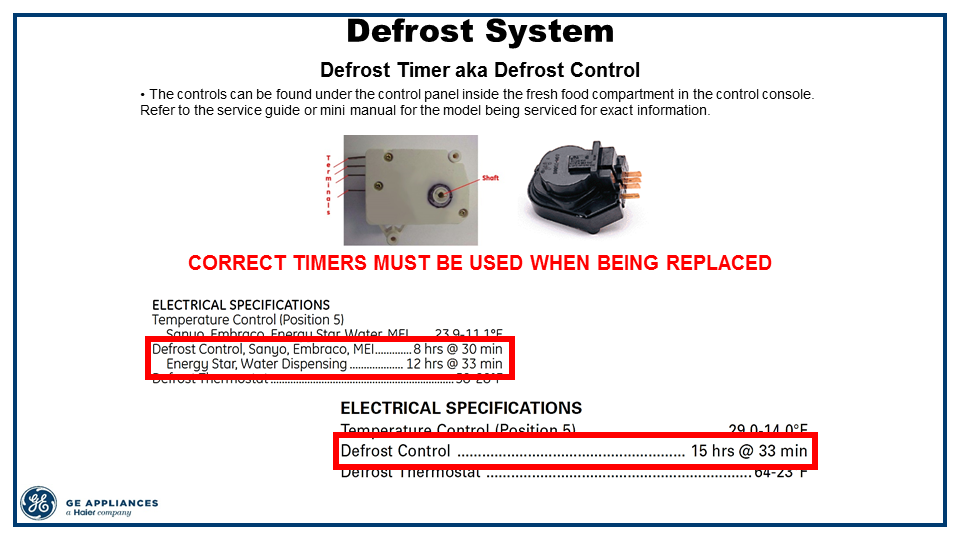 Defrost System
Defrost Timer aka Defrost Control
• The controls can be found under the control panel inside the fresh food compartment in the control console.
Refer to the service guide or mini manual for the model being serviced for exact information.
Terminals
Shaft
CORRECT TIMERS MUST BE USED WHEN BEING REPLACED
ELECTRICAL SPECIFICATIONS
Temperature Control (Position 5)
Sanyo, Embraco, Energy Star, Water, MEI ...... 23.9-11.1°F
Defrost Control, Sanyo, Embraco, MEI............. 8 hrs @ 30 min
Energy Star, Water Dispensing ................... 12 hrs @ 33 min
Defrost Thermostat
ELECTRICAL SPECIFICATIONS
Temperature Control (Position 5) 29.0-14.0°F
Defrost Control ...................................................... 15 hrs @ 33 min
Defrost Thermostat ............................................................ 64-23°F
GE APPLIANCES
a Haier company